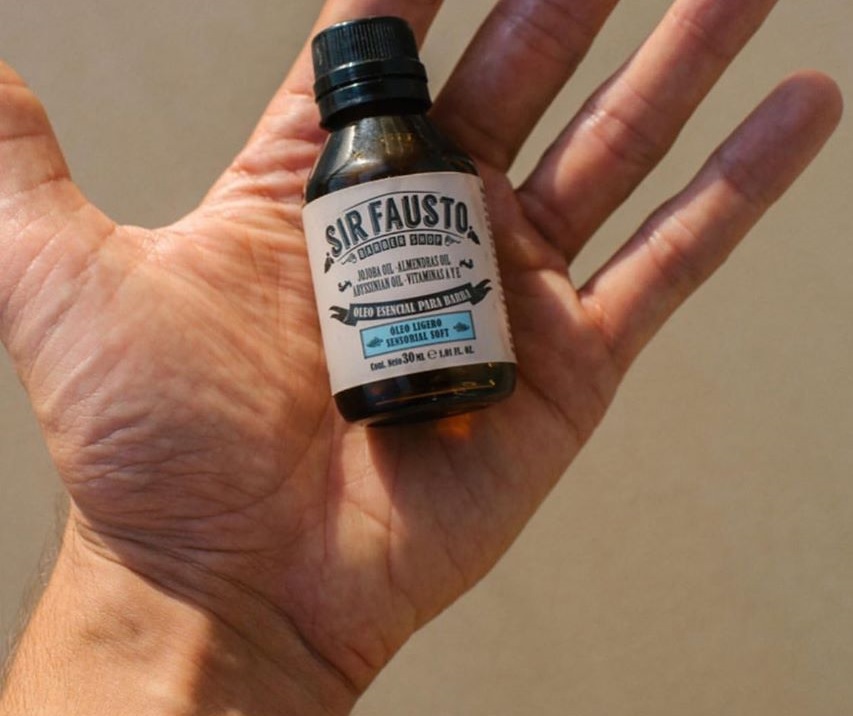 SIR FAUSTO
BARBER SHOP
JOJOBA OIL - ALMENDRAS OIL
ABYSSINIAN OIL - VITAMINAS A Y E
OLEO ESENCIAL PARA BARBA
ÓLEO LIGERO
SENSORIAL SOFT
Cont. Neto 30 ML ℮ 1.01 FL. OZ.